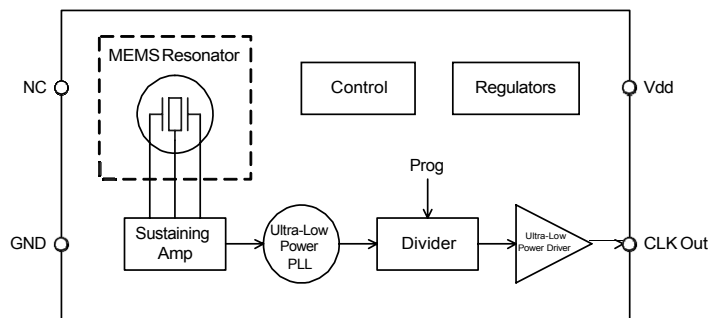 MEMS Resonator
NC
Control
Regulators
Vdd
Prog
GND
Sustaining
Amp
Ultra-Low
Power
PLL
Divider
Ultra-Low
Power Driver
CLK Out